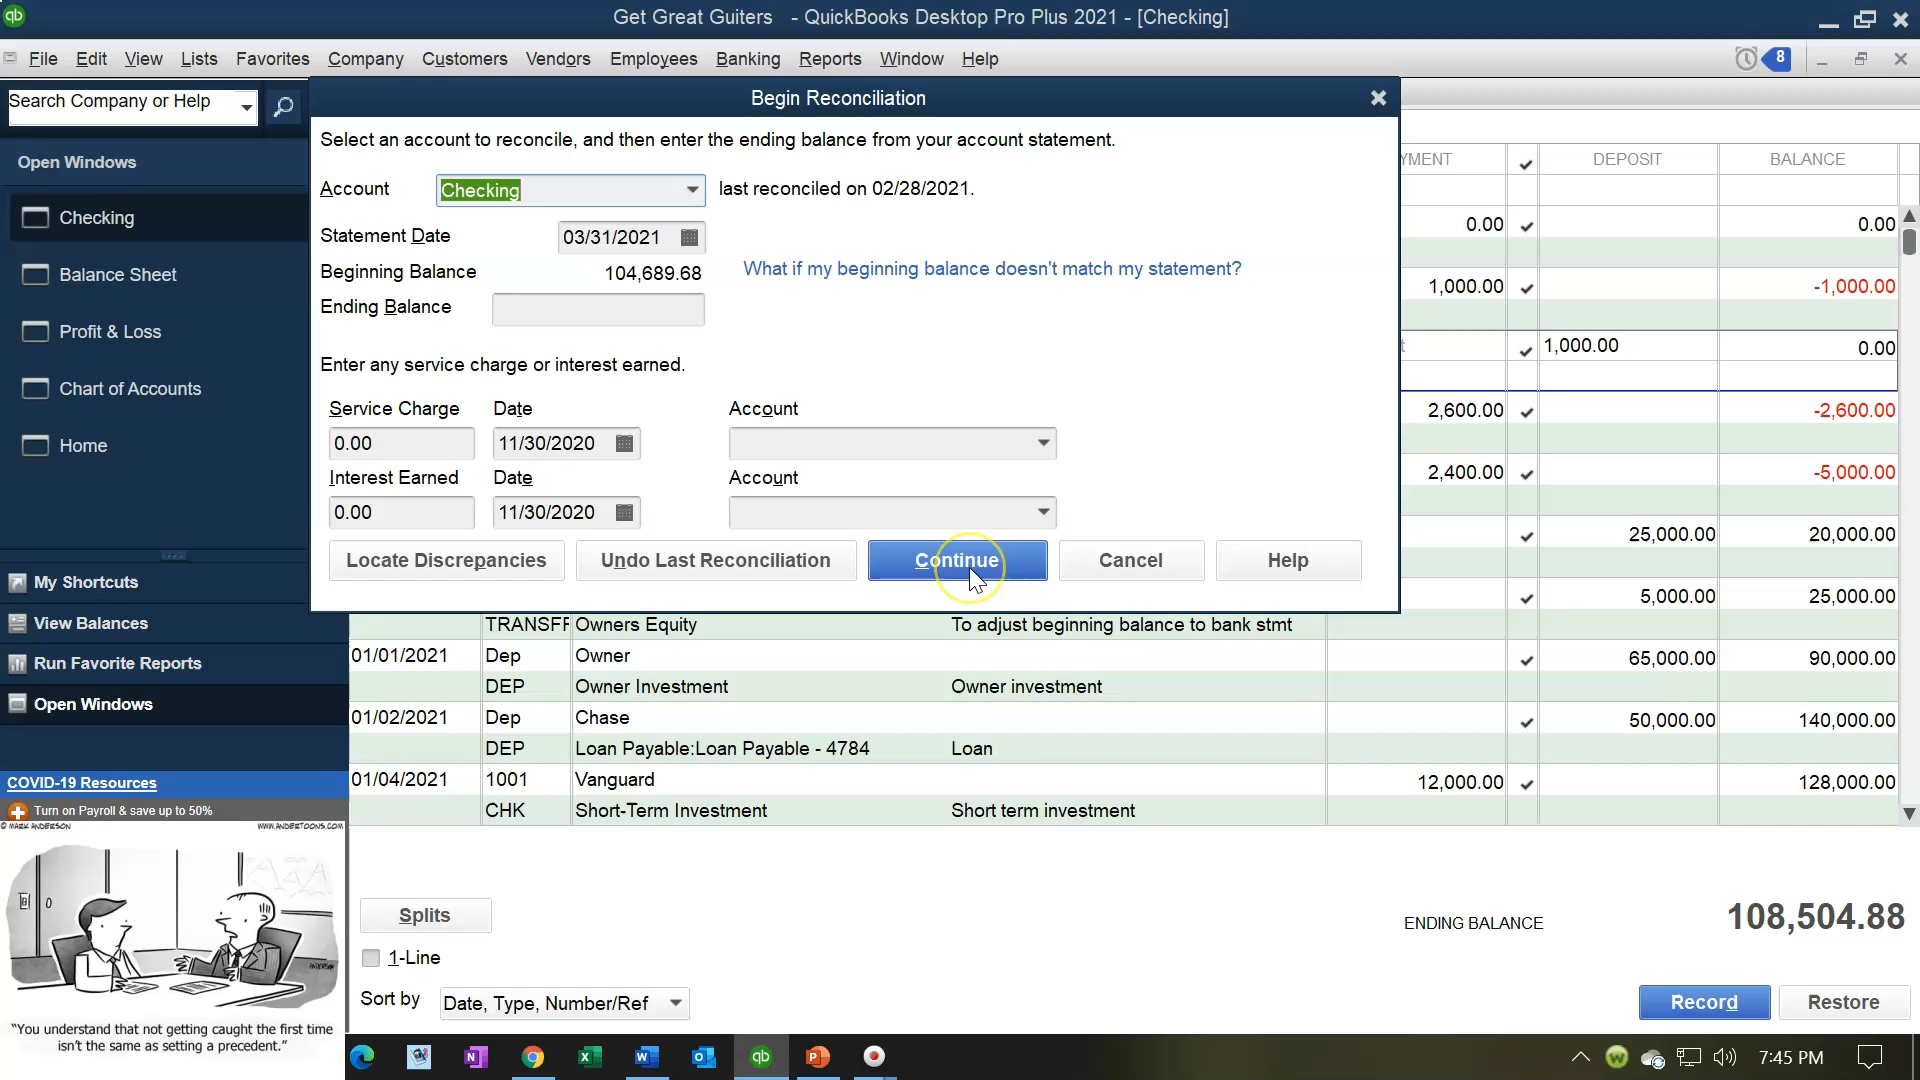 qb
Get Great Guiters - QuickBooks Desktop Pro Plus 2021 - [Checking]
File Edit View Lists Favorites Company Customers Vendors Employees Banking Reports Window Help
8
Search Company or Help
Open Windows
Checking
Balance Sheet
Profit & Loss
Chart of Accounts
Home
My Shortcuts
View Balances
Run Favorite Reports
Open Windows
COVID-19 Resources
Turn on Payroll & save up to 50%
© MARK ANDERSON WWW.ANDERTOONS.COM
ANDERSON
"You understand that not getting caught the first time
isn't the same as setting a precedent."
Begin Reconciliation
Select an account to reconcile, and then enter the ending balance from your account statement.
Account Checking last reconciled on 02/28/2021.
Statement Date 03/31/2021
Beginning Balance 104,689.68 What if my beginning balance doesn't match my statement?
Ending Balance
Enter any service charge or interest earned.
Service Charge Date Account
0.00 11/30/2020
Interest Earned Date Account
0.00 11/30/2020
Locate Discrepancies Undo Last Reconciliation Continue Cancel Help
YMENT DEPOSIT BALANCE
0.00 0.00
1,000.00 -1,000.00
t 1,000.00 0.00
2,600.00 -2,600.00
2,400.00 -5,000.00
25,000.00 20,000.00
5,000.00 25,000.00
TRANSFF Owners Equity To adjust beginning balance to bank stmt
01/01/2021 Dep Owner 65,000.00 90,000.00
DEP Owner Investment Owner investment
01/02/2021 Dep Chase 50,000.00 140,000.00
DEP Loan Payable:Loan Payable - 4784 Loan
01/04/2021 1001 Vanguard 12,000.00 128,000.00
CHK Short-Term Investment Short term investment
Splits
ENDING BALANCE 108,504.88
1-Line
Sort by Date, Type, Number/Ref
Record Restore
7:45 PM